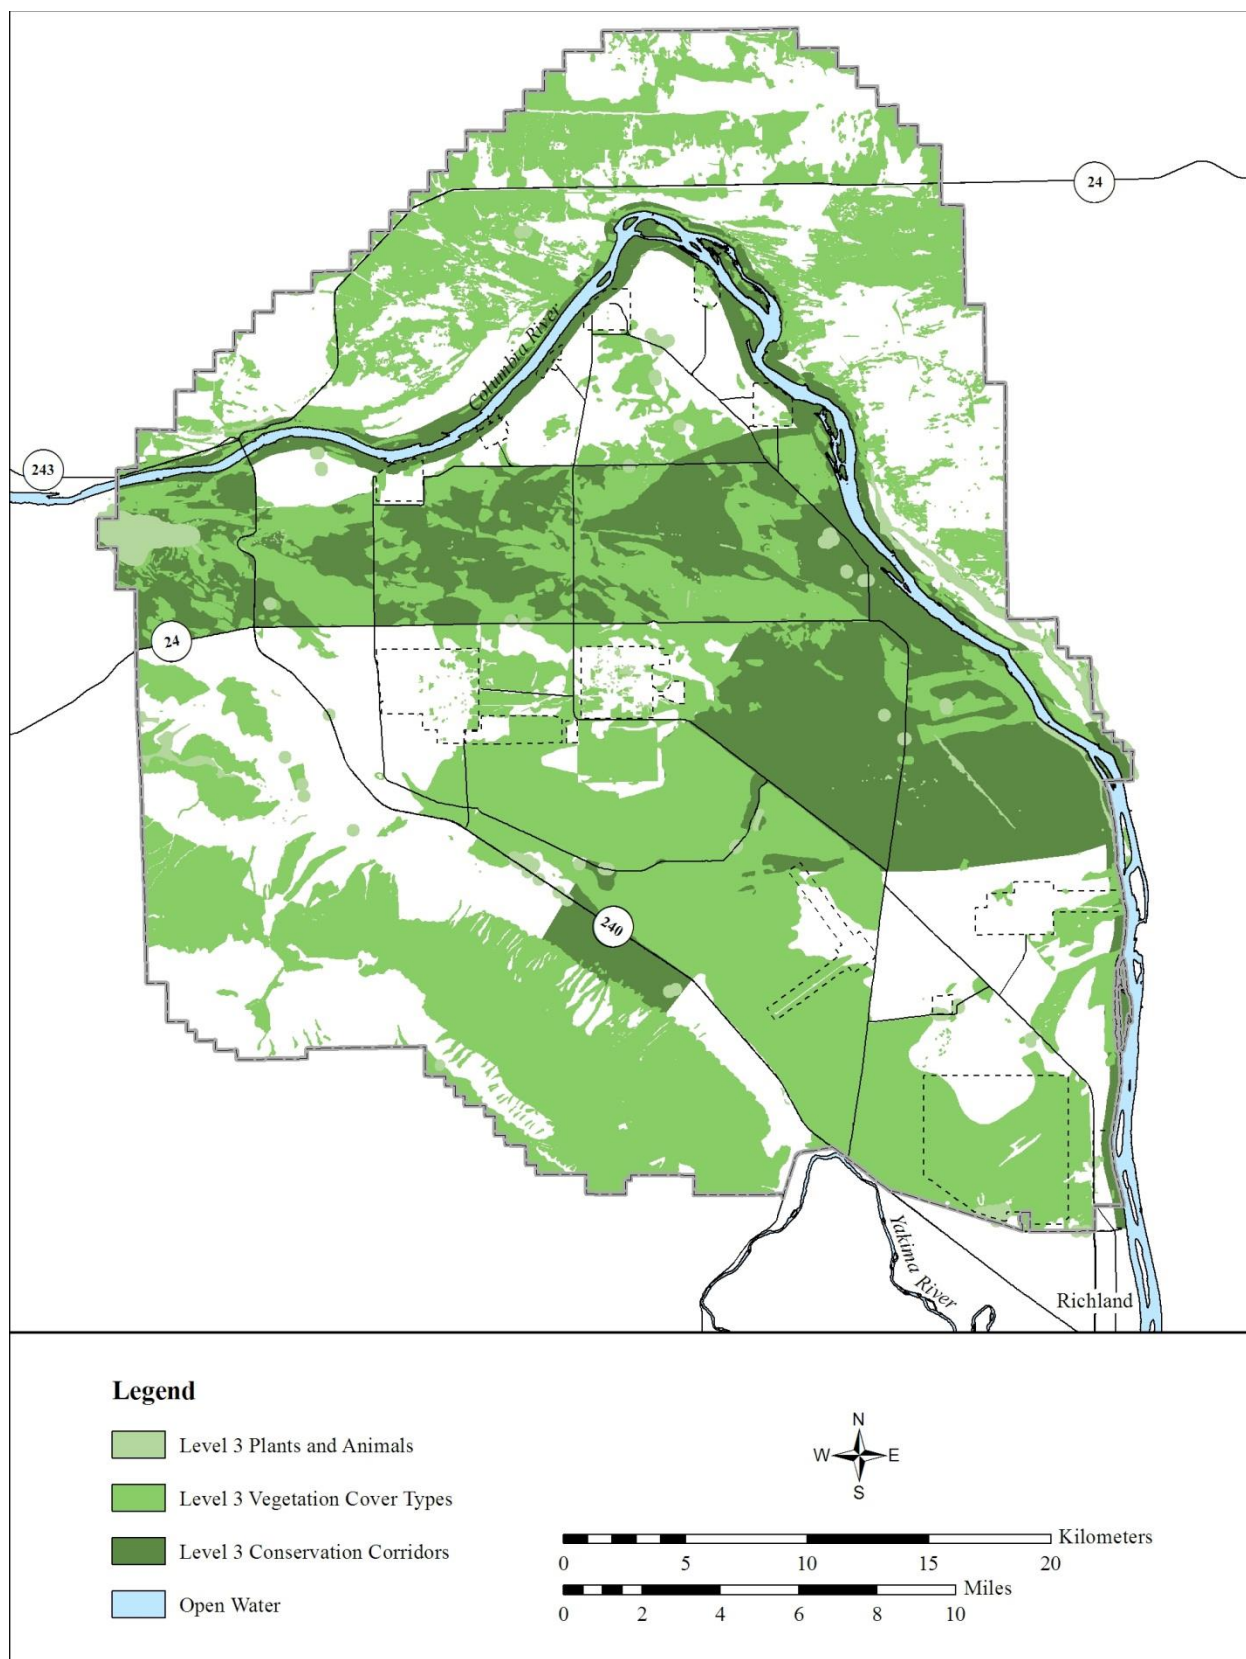 24
Columbia River
243
24
240
Yakima River
Richland
Legend
Level 3 Plants and Animals
Level 3 Vegetation Cover Types
Level 3 Conservation Corridors
Open Water
N
W E
S
Kilometers
0 5 10 15 20
Miles
0 2 4 6 8 10